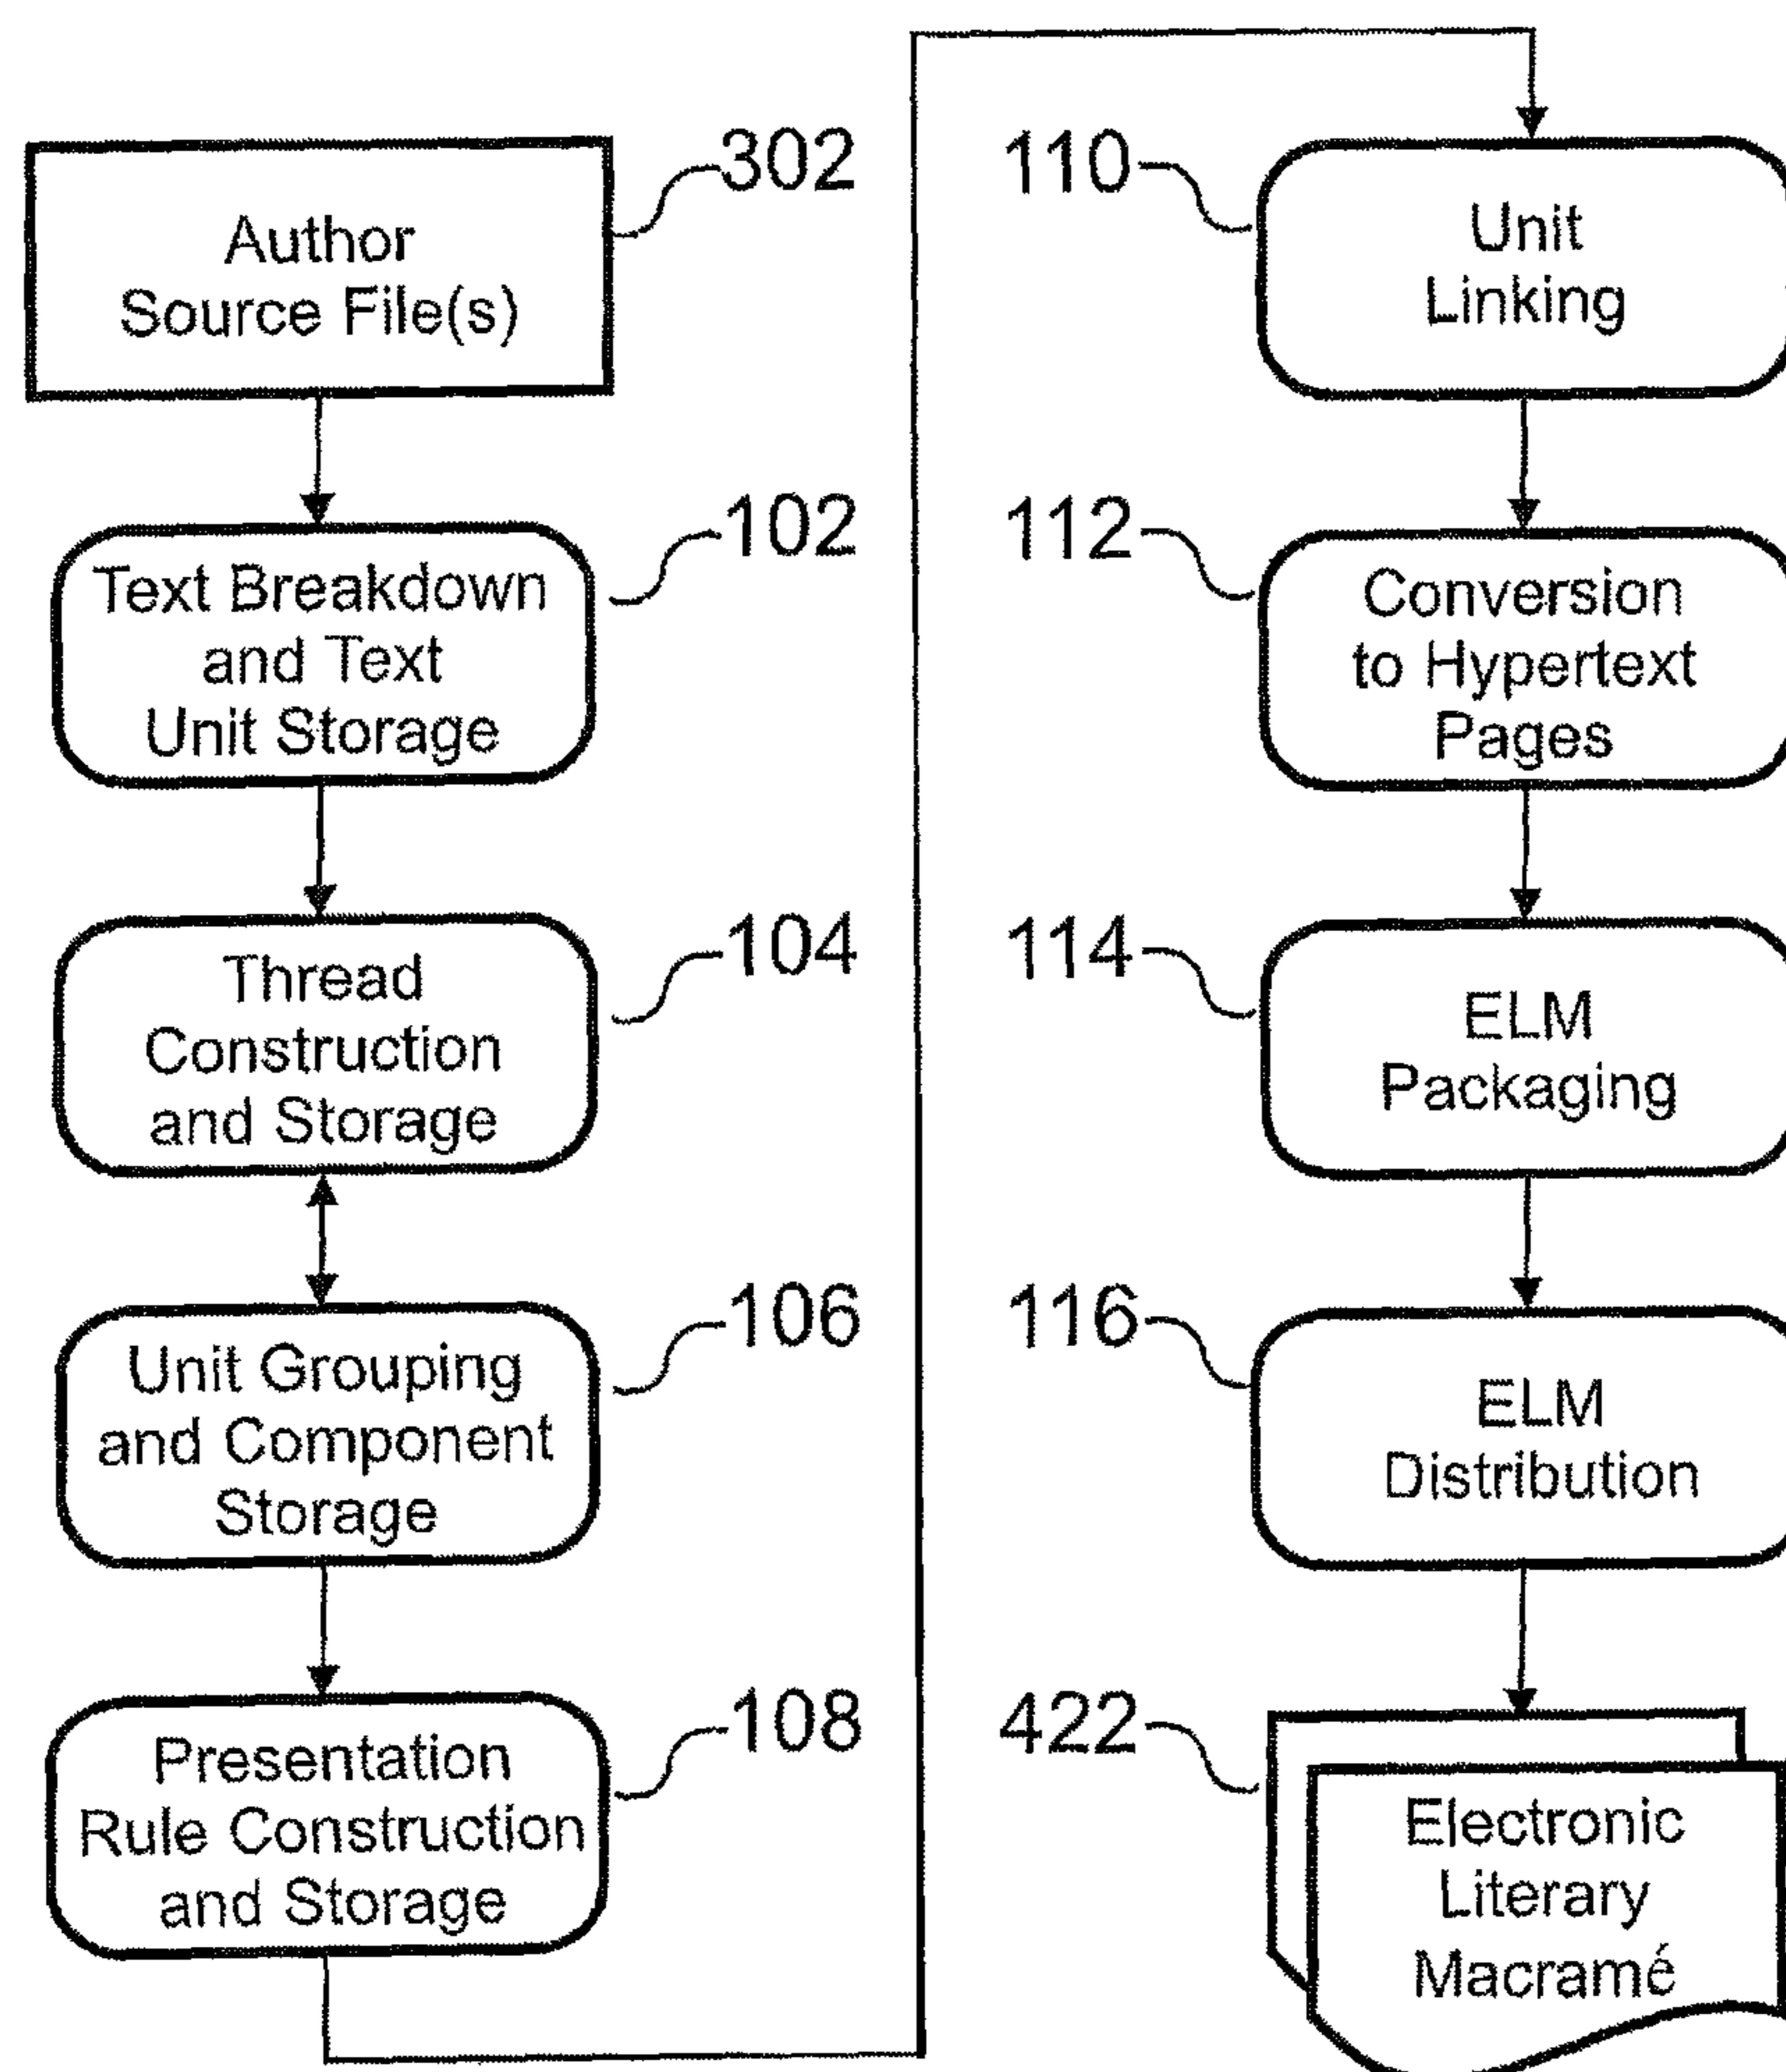 302
Author
Source File(s)
102
Text Breakdown
and Text
Unit Storage
104
Thread
Construction
and Storage
106
Unit Grouping
and Component
Storage
108
Presentation
Rule Construction
and Storage
110
Unit
Linking
112
Conversion
to Hypertext
Pages
114
ELM
Packaging
116
ELM
Distribution
422
Electronic
Literary
Macramé